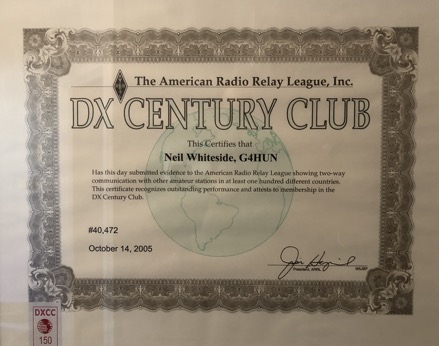 The American Radio Relay League, Inc.
DX CENTURY CLUB
This Certifies that
Neil Whiteside, G4HUN
Has this day submitted evidence to the American Radio Relay League showing two-way
communication with other amateur stations in at least one hundred different countries.
This certificate recognizes outstanding performance and attests to membership in the
DX Century Club.
#40,472
October 14, 2005
President, ARRL
DXCC
150